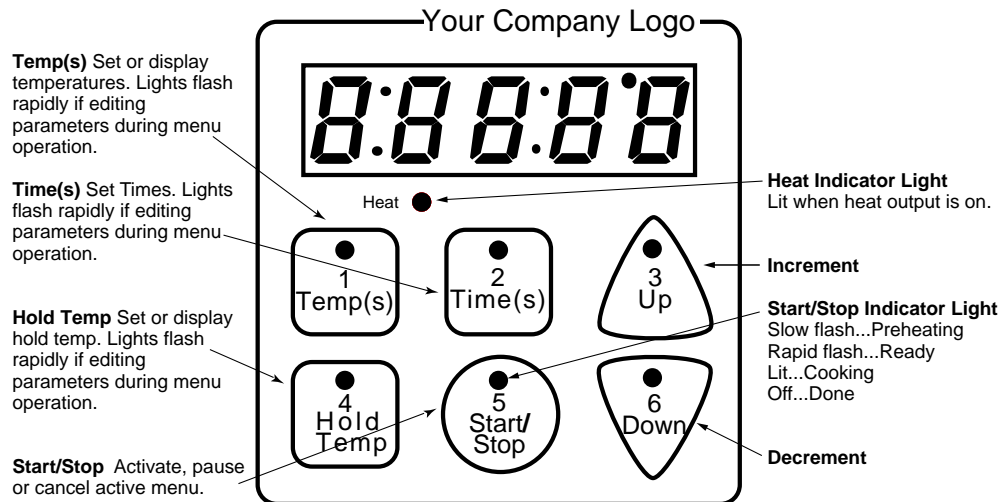 Your Company Logo
Temp(s) Set or display
temperatures. Lights flash
rapidly if editing
parameters during menu
operation.
Time(s) Set Times. Lights
flash rapidly if editing
parameters during menu
operation.
Hold Temp Set or display
hold temp. Lights flash
rapidly if editing
parameters during menu
operation.
Start/Stop Activate, pause
or cancel active menu.
8:8.8:8.8
Heat
1
Temp(s)
2
Time(s)
3
Up
4
Hold
Temp
5
Start/
Stop
6
Down
Heat Indicator Light
Lit when heat output is on.
Increment
Start/Stop Indicator Light
Slow flash...Preheating
Rapid flash...Ready
Lit...Cooking
Off...Done
Decrement